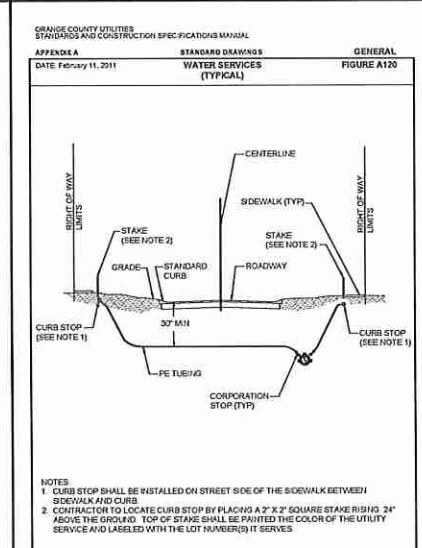 ORANGE COUNTY UTILITIES
STANDARDS AND CONSTRUCTION SPECIFICATIONS MANUAL
APPENDIX A STANDARD DRAWINGS GENERAL
DATE: February 11, 2011 WATER SERVICES FIGURE A120
(TYPICAL)
CENTERLINE
RIGHT OF WAY
LIMITS
SIDEWALK (TYP)
RIGHT OF WAY
LIMITS
STAKE
(SEE NOTE 2)
STAKE
(SEE NOTE 2)
GRADE
STANDARD
CURB
ROADWAY
30" MIN
CURB STOP
(SEE NOTE 1)
CURB STOP
(SEE NOTE 1)
PE TUBING
CORPORATION
STOP (TYP)
NOTES
1. CURB STOP SHALL BE INSTALLED ON STREET SIDE OF THE SIDEWALK BETWEEN
SIDEWALK AND CURB
2. CONTRACTOR TO LOCATE CURB STOP BY PLACING A 2" X 2" SQUARE STAKE RISING 24"
ABOVE THE GROUND. TOP OF STAKE SHALL BE PAINTED THE COLOR OF THE UTILITY
SERVICE AND LABELED WITH THE LOT NUMBER(S) IT SERVES